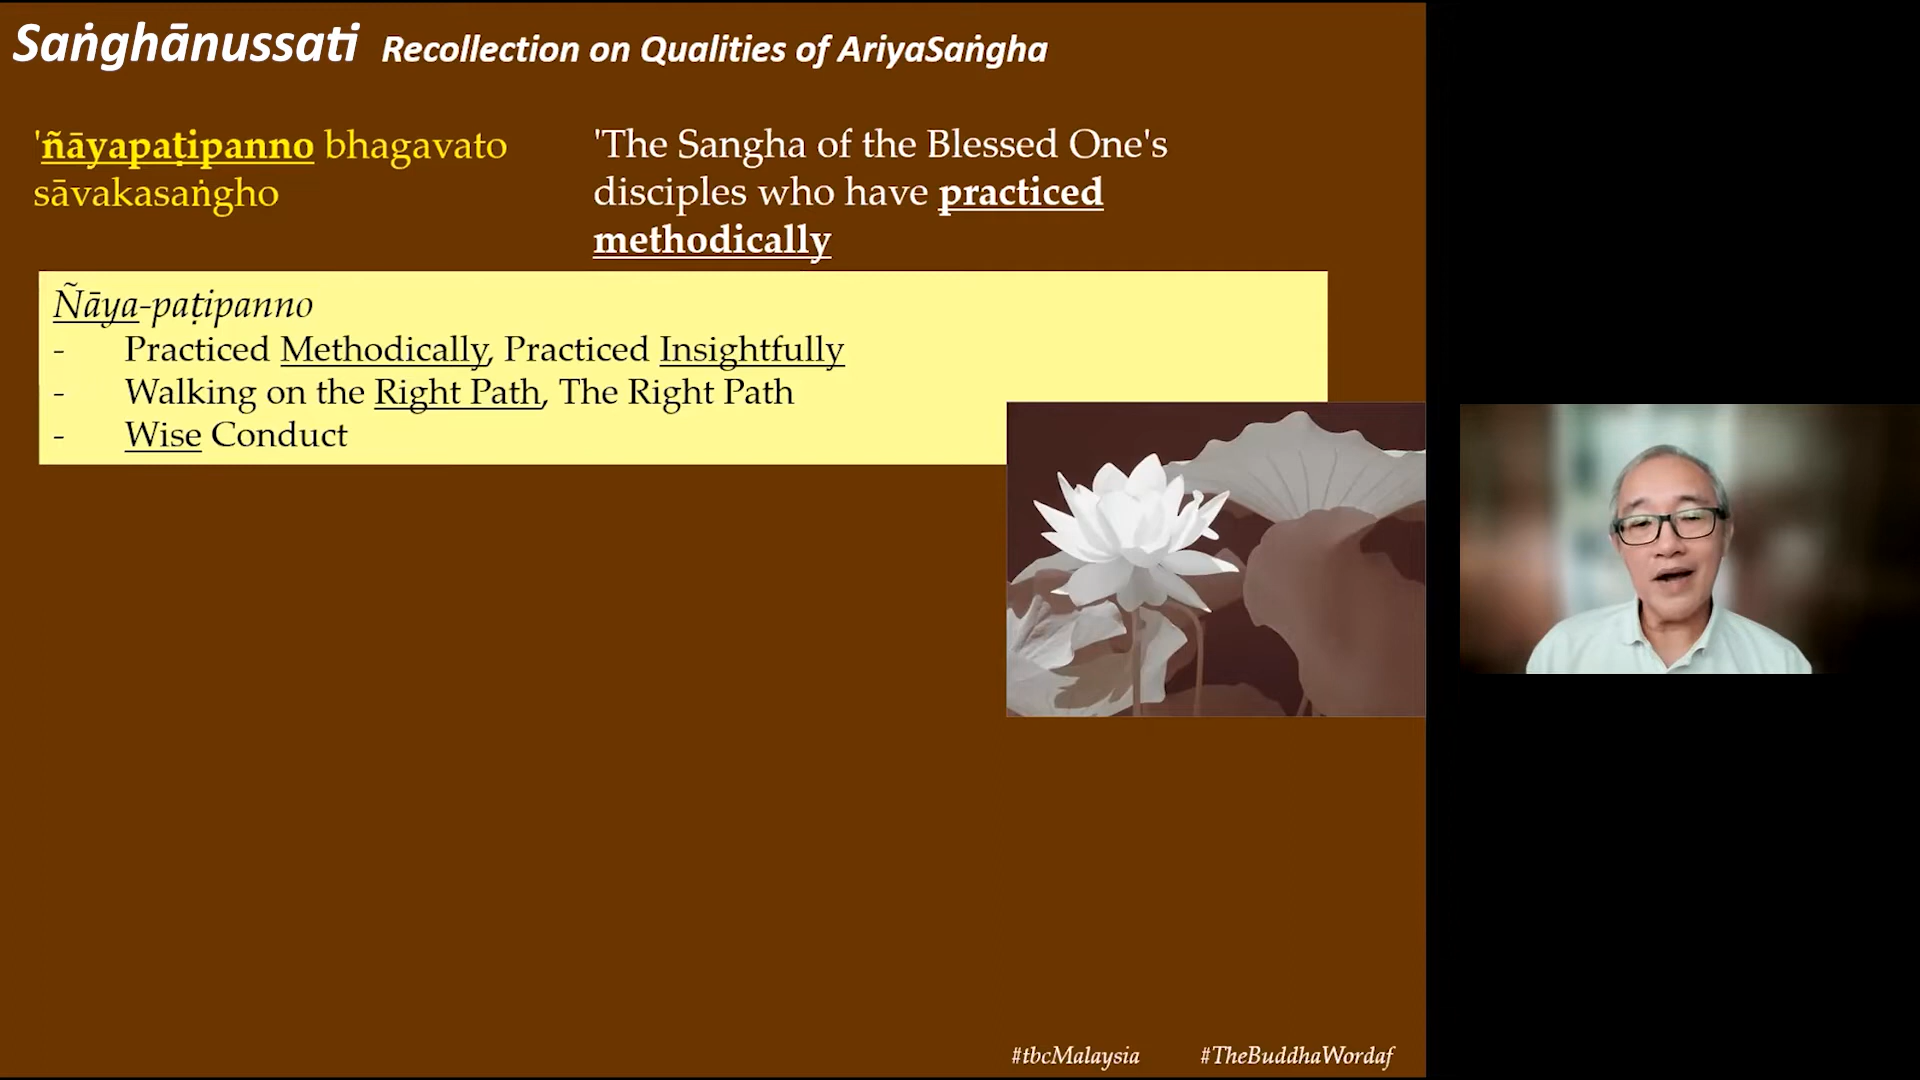 Saṅghānussati Recollection on Qualities of AriyaSaṅgha
'ñāyapaṭipanno bhagavato
sāvakasaṅgho
'The Sangha of the Blessed One's
disciples who have practiced
methodically
Ñāya-paṭipanno
- Practiced Methodically, Practiced Insightfully
- Walking on the Right Path, The Right Path
- Wise Conduct
#tbcMalaysia #TheBuddhaWordaf